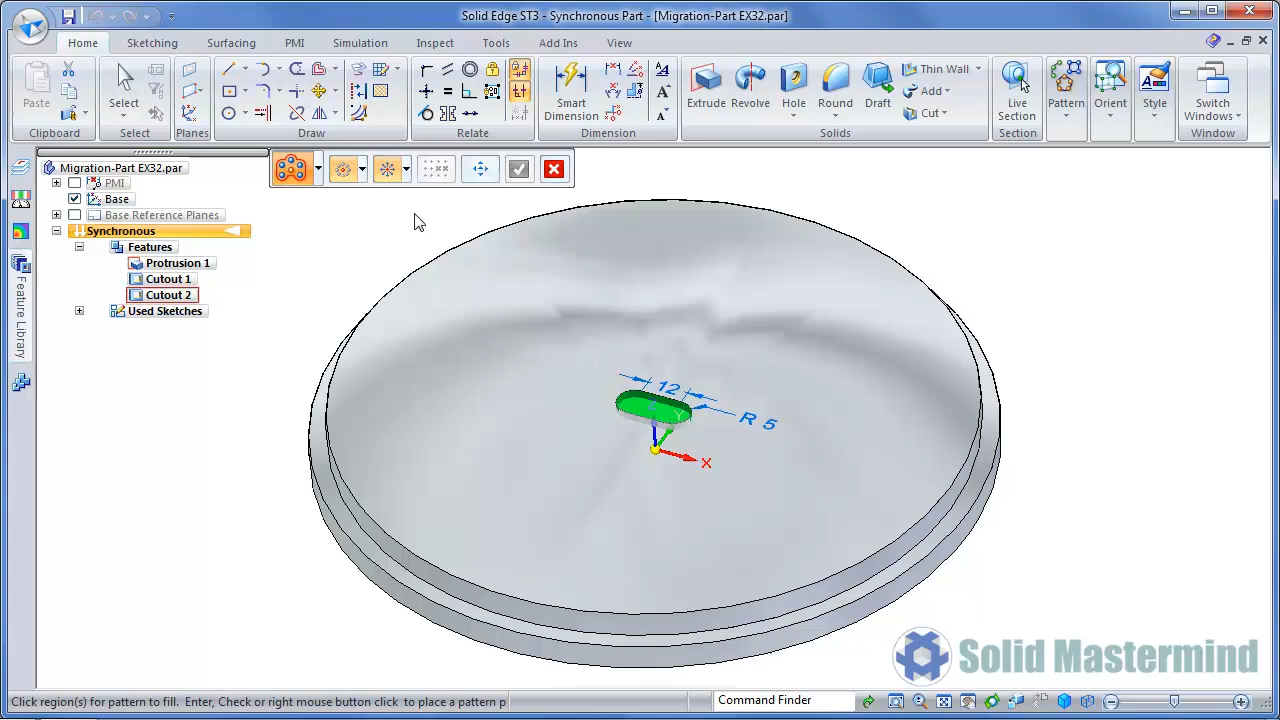 Solid Edge ST3 - Synchronous Part - [Migration-Part EX32.par]
Home Sketching Surfacing PMI Simulation Inspect Tools Add Ins View
Paste Select Smart Dimension Extrude Revolve Hole Round Draft Thin Wall Add Cut Live Section Pattern Orient Style Switch Windows
Clipboard Select Planes Draw Relate Dimension Solids Section Window
Migration-Part EX32.par
PMI
Base
Base Reference Planes
Synchronous
Features
Protrusion 1
Cutout 1
Cutout 2
Used Sketches
Feature Library
12
R 5
Y
X
Solid Mastermind
Click region(s) for pattern to fill. Enter, Check or right mouse button click to place a pattern p
Command Finder